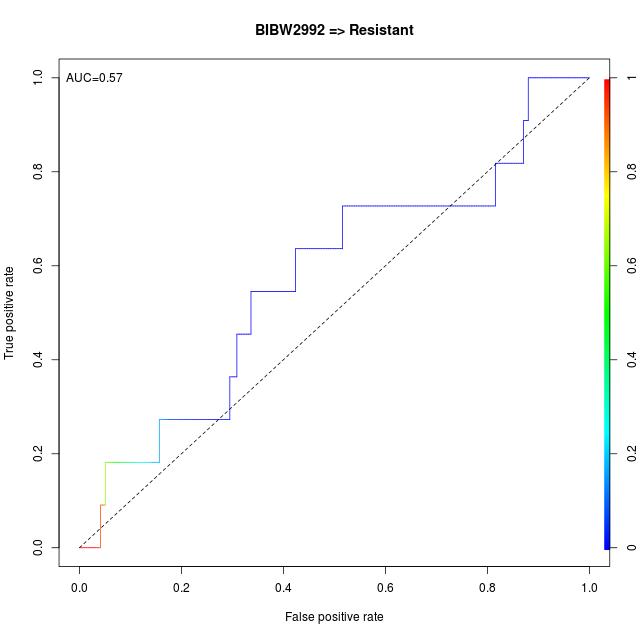 BIBW2992 => Resistant
AUC=0.57
True positive rate
1.0
0.8
0.6
0.4
0.2
0.0
0.0 0.2 0.4 0.6 0.8 1.0
False positive rate
1
0.8
0.6
0.4
0.2
0